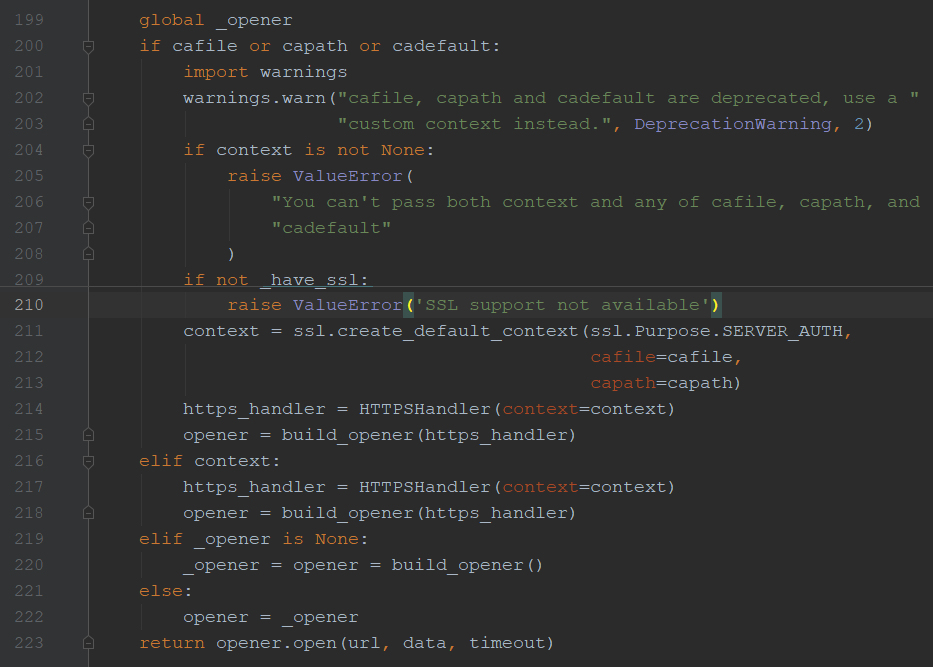 199 global _opener
200 if cafile or capath or cadefault:
201 import warnings
202 warnings.warn("cafile, capath and cadefault are deprecated, use a "
203 "custom context instead.", DeprecationWarning, 2)
204 if context is not None:
205 raise ValueError(
206 "You can't pass both context and any of cafile, capath, and
207 "cadefault"
208 )
209 if not _have_ssl:
210 raise ValueError('SSL support not available')
211 context = ssl.create_default_context(ssl.Purpose.SERVER_AUTH,
212 cafile=cafile,
213 capath=capath)
214 https_handler = HTTPSHandler(context=context)
215 opener = build_opener(https_handler)
216 elif context:
217 https_handler = HTTPSHandler(context=context)
218 opener = build_opener(https_handler)
219 elif _opener is None:
220 _opener = opener = build_opener()
221 else:
222 opener = _opener
223 return opener.open(url, data, timeout)